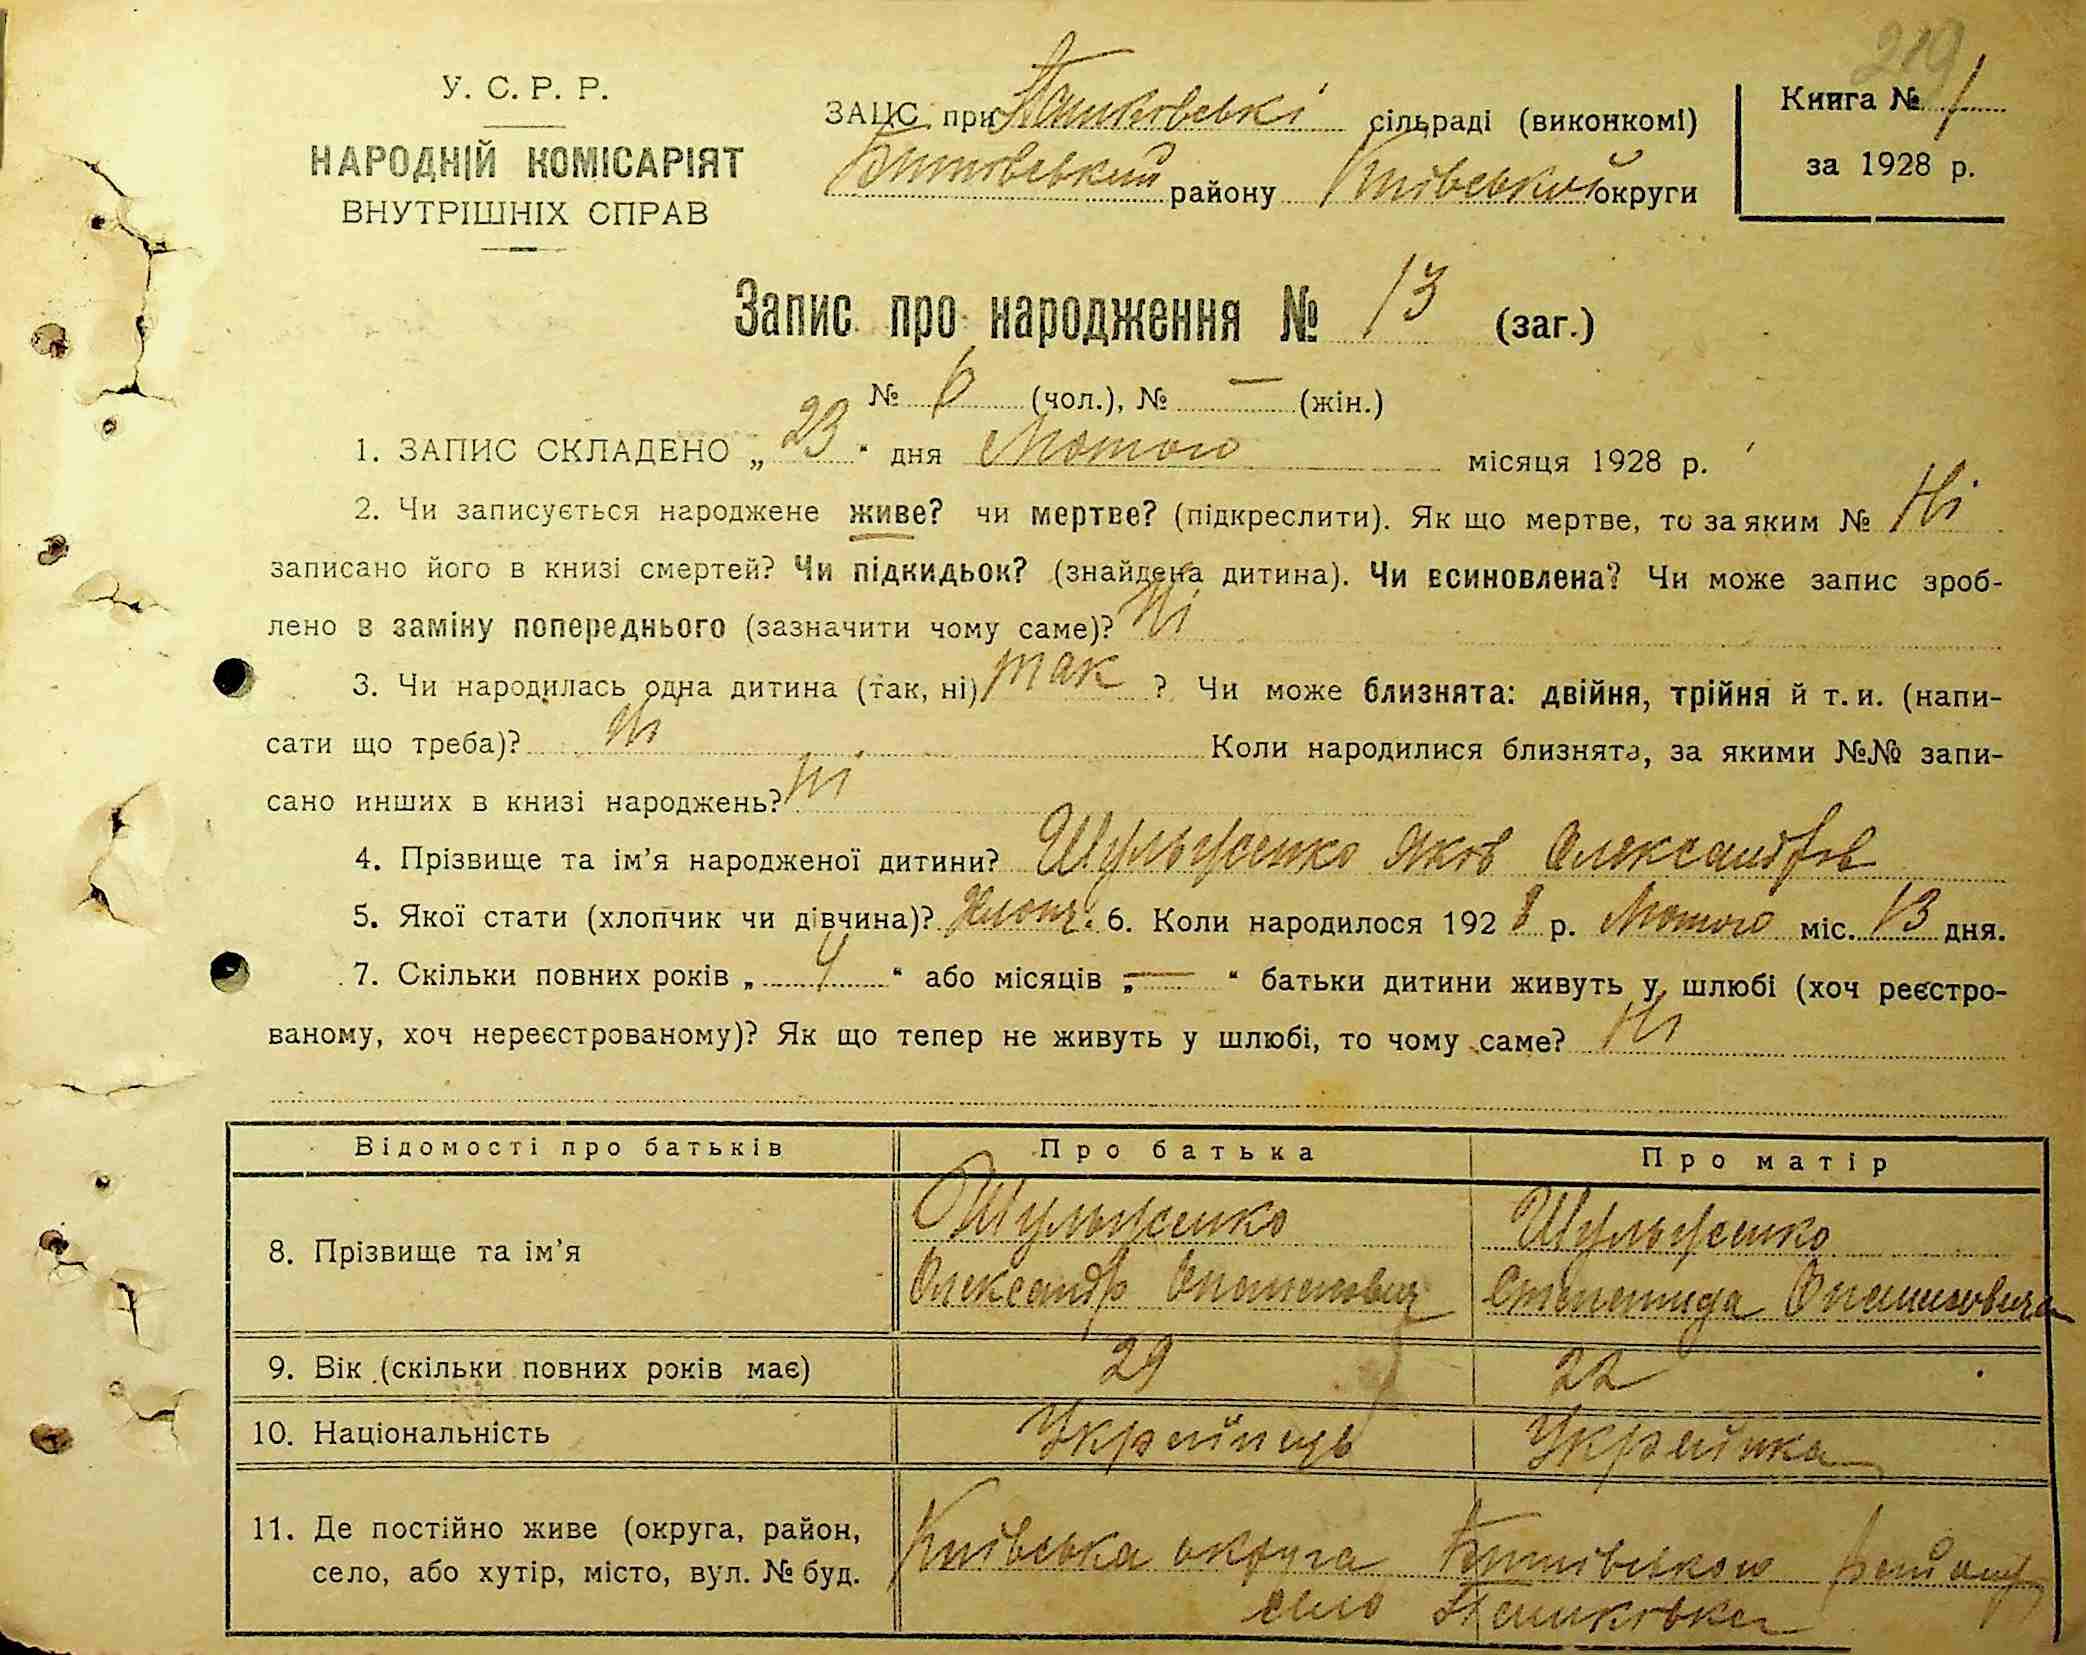 219
У. С. Р. Р.
НАРОДНІЙ КОМІСАРІЯТ
ВНУТРІШНІХ СПРАВ
ЗАЦС при сільраді (виконкомі)
району Київської округи
Книга № 1
за 1928 р.
Запис про народження № 13 (заг.)
№ 6 (чол.), № — (жін.)
1. ЗАПИС СКЛАДЕНО „ 23 “ дня Лютого місяця 1928 р.
2. Чи записується народжене живе? чи мертве? (підкреслити). Як що мертве, то за яким № Ні
записано його в книзі смертей? Чи підкидьок? (знайдена дитина). Чи всиновлена? Чи може запис зроб-
лено в заміну попереднього (зазначити чому саме)? Ні
3. Чи народилась одна дитина (так, ні) так ? Чи може близнята: двійня, трійня й т. и. (напи-
сати що треба)? Ні Коли народилися близнята, за якими №№ запи-
сано инших в книзі народжень? Ні
4. Прізвище та ім’я народженої дитини? Шульженко Яков Олександров
5. Якої стати (хлопчик чи дівчина)? Хлопч. 6. Коли народилося 1928 р. Лютого міс. 13 дня.
7. Скільки повних років „ 4 “ або місяців „ — “ батьки дитини живуть у шлюбі (хоч реєстро-
ваному, хоч нереєстрованому)? Як що тепер не живуть у шлюбі, то чому саме? Ні
Відомості про батьків Про батька Про матір
8. Прізвище та ім’я Шульженко Шульженко
Олександр Степанида
9. Вік (скільки повних років має) 29 22
10. Національність Українець Українка
11. Де постійно живе (округа, район, Київська округа району
село, або хутір, місто, вул. № буд. село